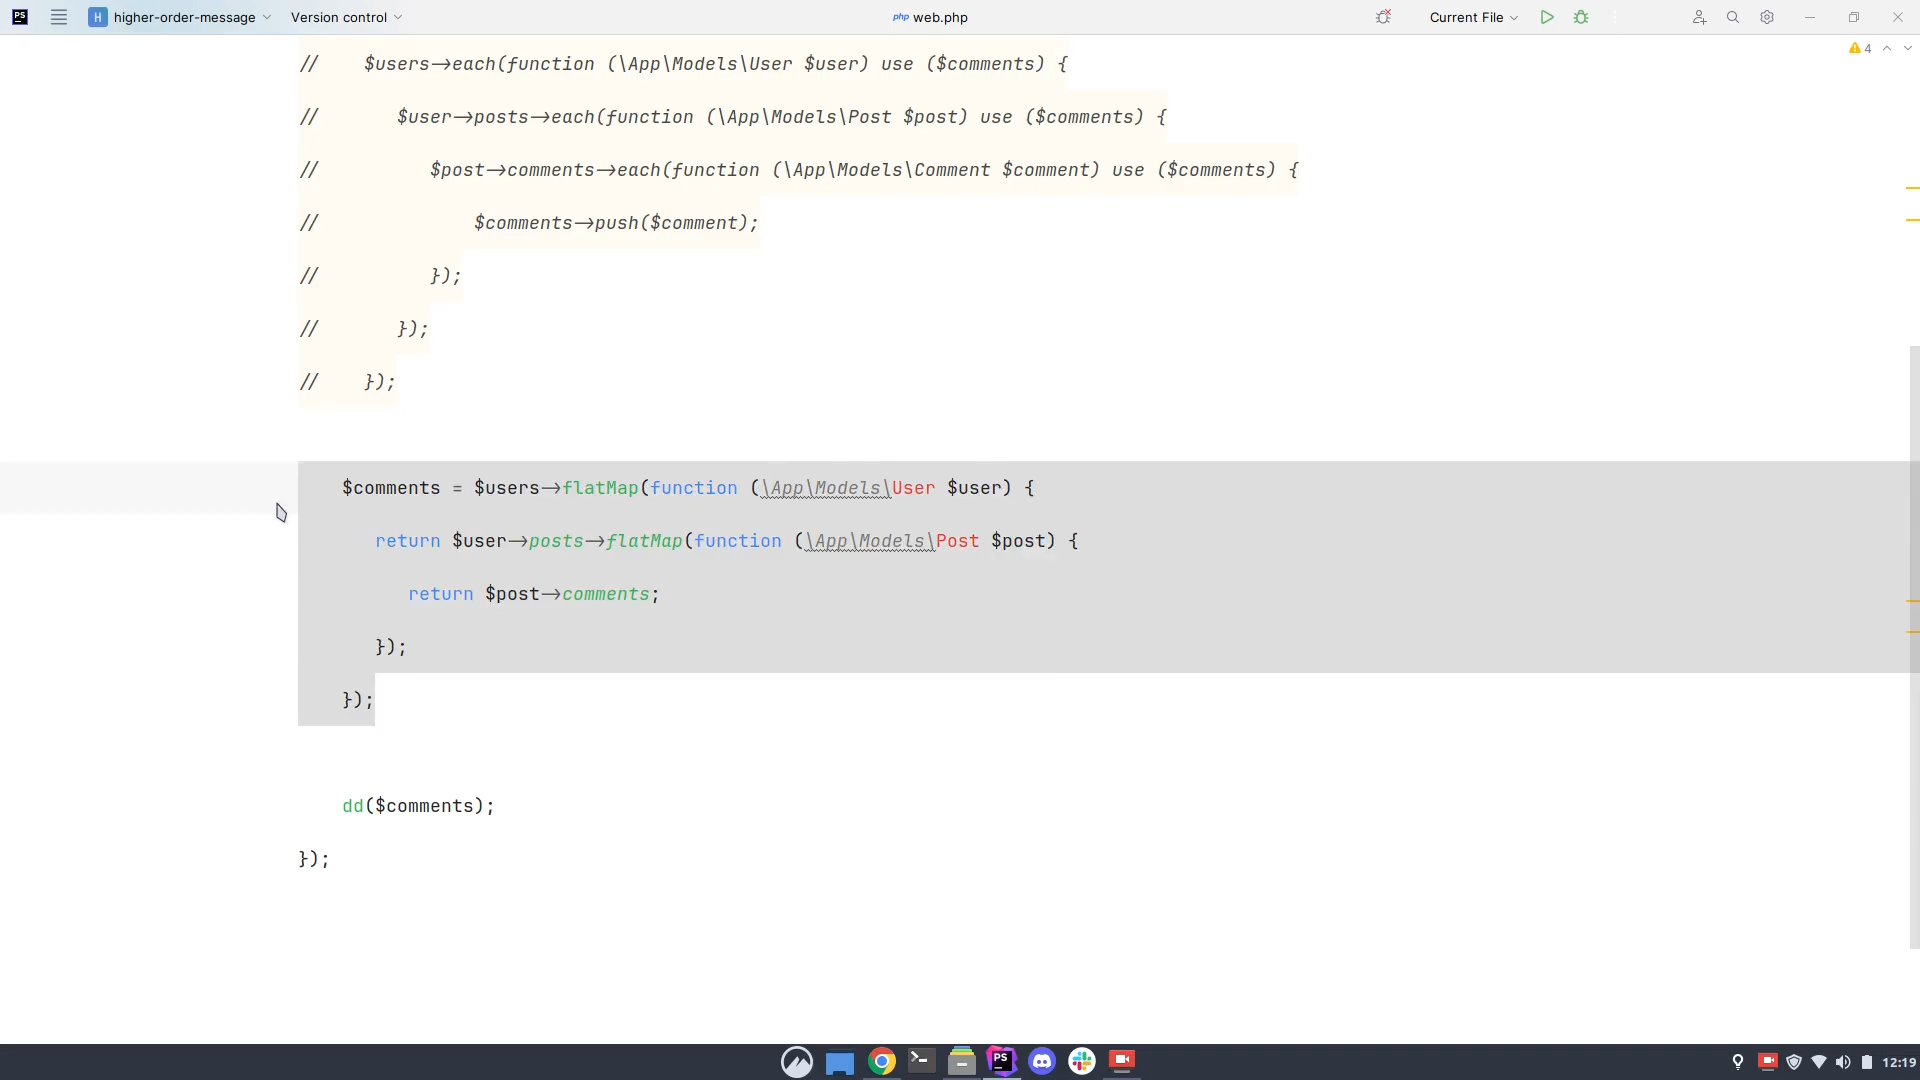 PS
H higher-order-message Version control php web.php Current File
4
// $users->each(function (\App\Models\User $user) use ($comments) {
// $user->posts->each(function (\App\Models\Post $post) use ($comments) {
// $post->comments->each(function (\App\Models\Comment $comment) use ($comments) {
// $comments->push($comment);
// });
// });
// });
$comments = $users->flatMap(function (\App\Models\User $user) {
return $user->posts->flatMap(function (\App\Models\Post $post) {
return $post->comments;
});
});
dd($comments);
});
PS
12:19